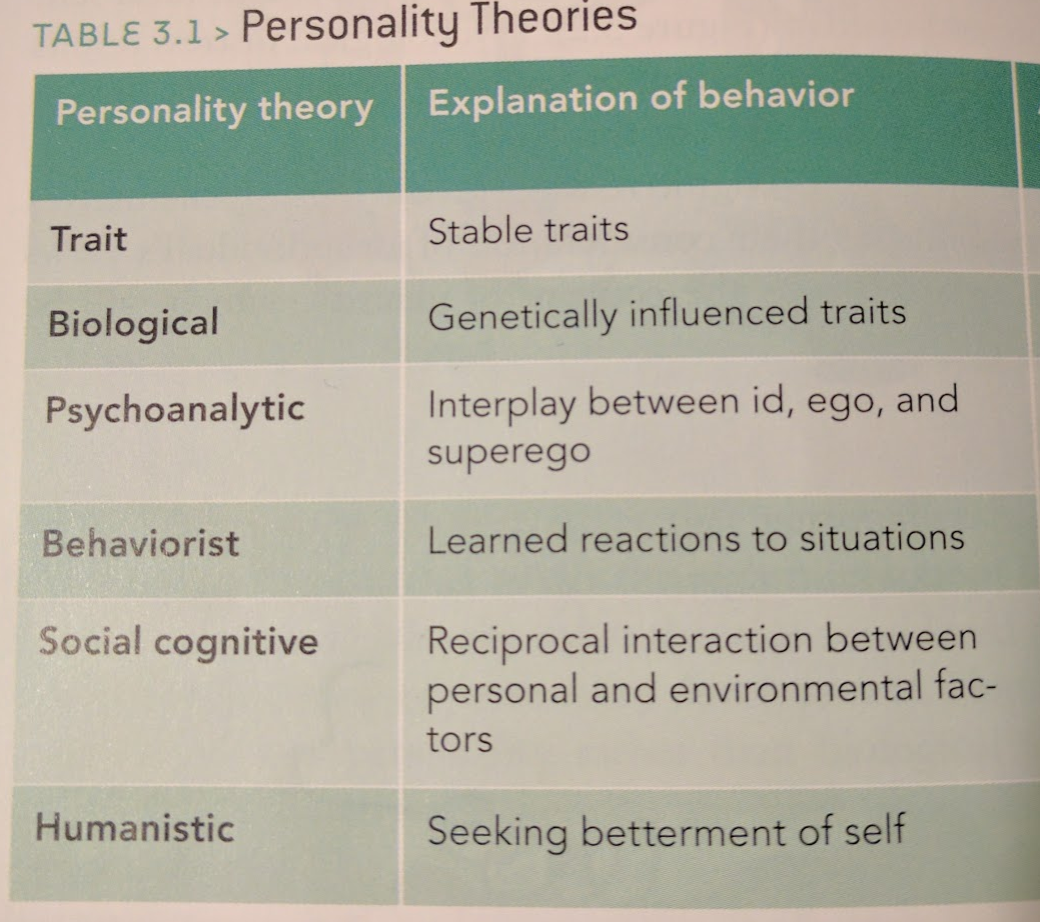 TABLE 3.1 > Personality Theories
Personality theory
Explanation of behavior
Trait
Stable traits
Biological
Genetically influenced traits
Psychoanalytic
Interplay between id, ego, and
superego
Behaviorist
Learned reactions to situations
Social cognitive
Reciprocal interaction between
personal and environmental fac-
tors
Humanistic
Seeking betterment of self